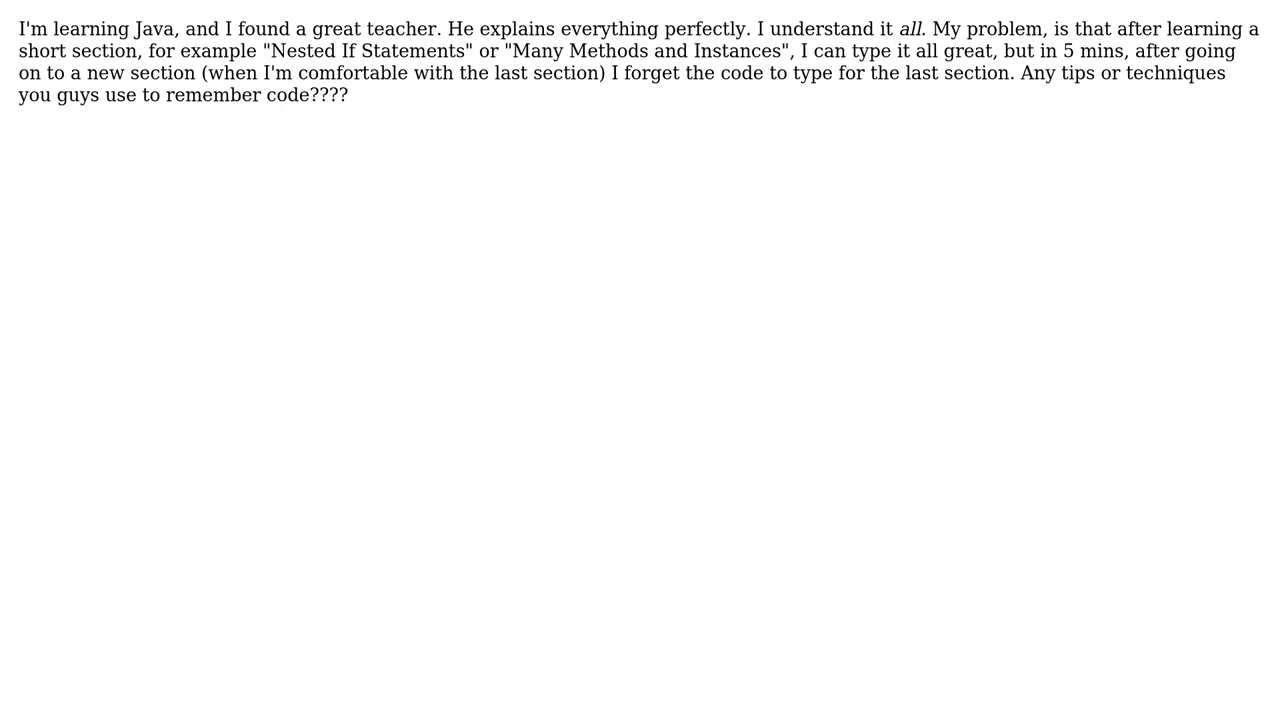 I'm learning Java, and I found a great teacher. He explains everything perfectly. I understand it all. My problem, is that after learning a
short section, for example "Nested If Statements" or "Many Methods and Instances", I can type it all great, but in 5 mins, after going
on to a new section (when I'm comfortable with the last section) I forget the code to type for the last section. Any tips or techniques
you guys use to remember code????